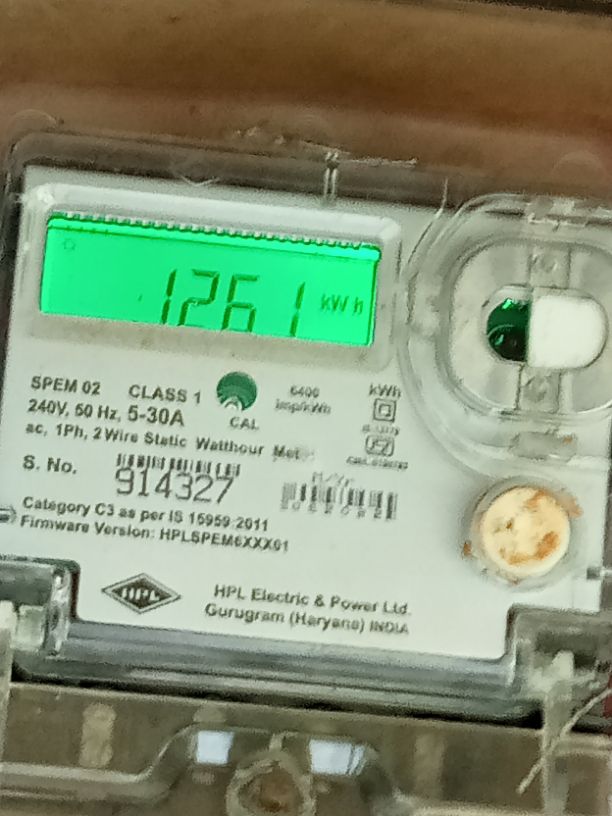 1261 kWh
SPEM 02 CLASS 1
240V, 50 Hz, 5-30A
CAL
6400
imp/kWh
kWh
ac, 1Ph, 2 Wire Static Watthour
S. No.
914327
Category C3 as per IS 15959:2011
Firmware Version: HPLSPEM6XXX01
HPL
HPL Electric & Power Ltd.
Gurugram (Haryana) INDIA